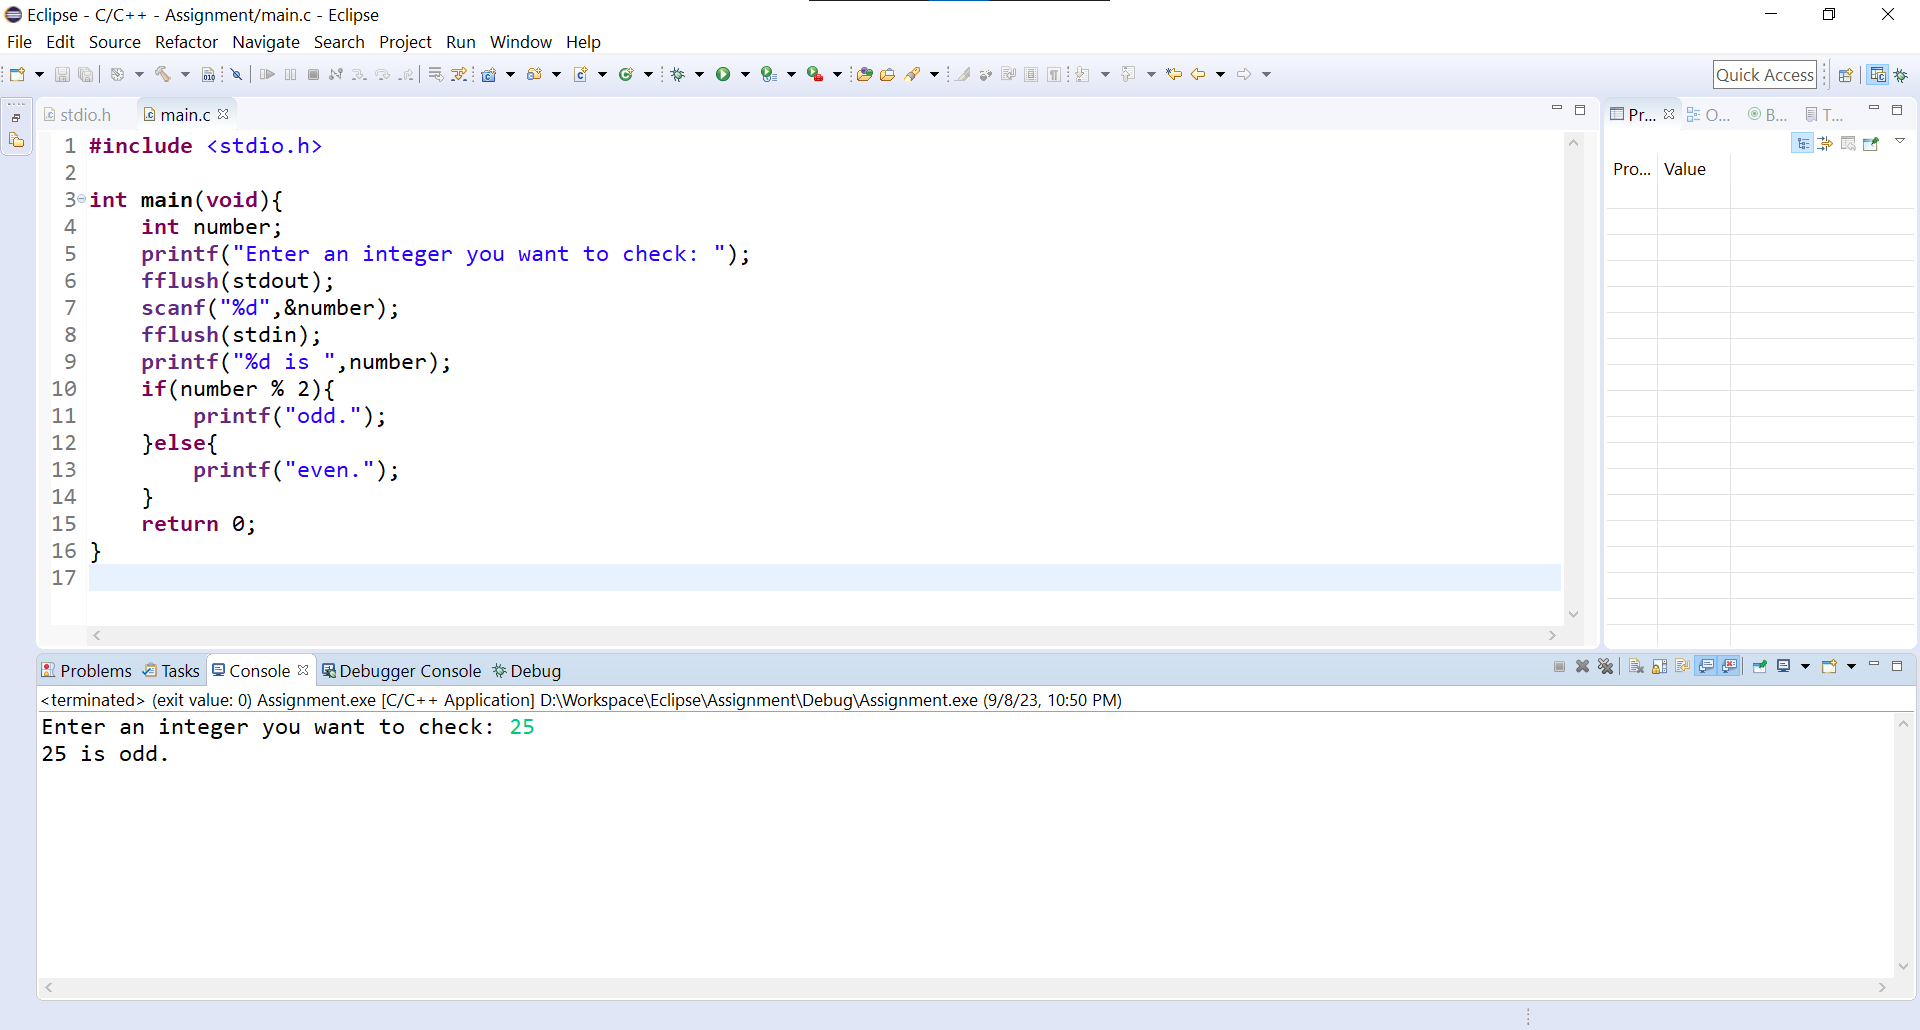 Eclipse - C/C++ - Assignment/main.c - Eclipse
File Edit Source Refactor Navigate Search Project Run Window Help
Quick Access
stdio.h main.c
Pr... O... B... T...
Pro... Value
1 #include <stdio.h>
2
3 int main(void){
4     int number;
5     printf("Enter an integer you want to check: ");
6     fflush(stdout);
7     scanf("%d",&number);
8     fflush(stdin);
9     printf("%d is ",number);
10     if(number % 2){
11         printf("odd.");
12     }else{
13         printf("even.");
14     }
15     return 0;
16 }
17
Problems Tasks Console Debugger Console Debug
<terminated> (exit value: 0) Assignment.exe [C/C++ Application] D:\Workspace\Eclipse\Assignment\Debug\Assignment.exe (9/8/23, 10:50 PM)
Enter an integer you want to check: 25
25 is odd.